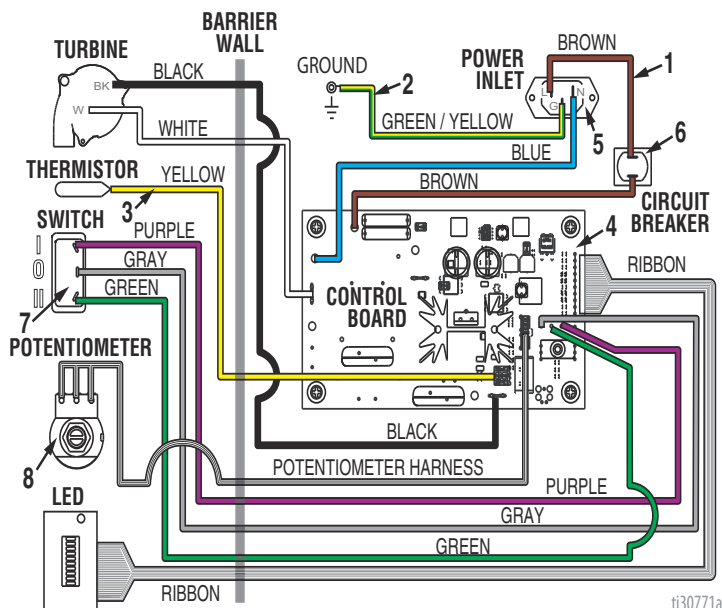 BARRIER
WALL
TURBINE
BK
W
BLACK
WHITE
GROUND
2
GREEN / YELLOW
POWER
INLET
BROWN
1
L
N
G
5
6
BLUE
BROWN
CIRCUIT
BREAKER
THERMISTOR
YELLOW
3
SWITCH
I
O
II
PURPLE
GRAY
GREEN
7
CONTROL
BOARD
4
RIBBON
POTENTIOMETER
8
BLACK
POTENTIOMETER HARNESS
PURPLE
GRAY
GREEN
LED
RIBBON
ti30771a